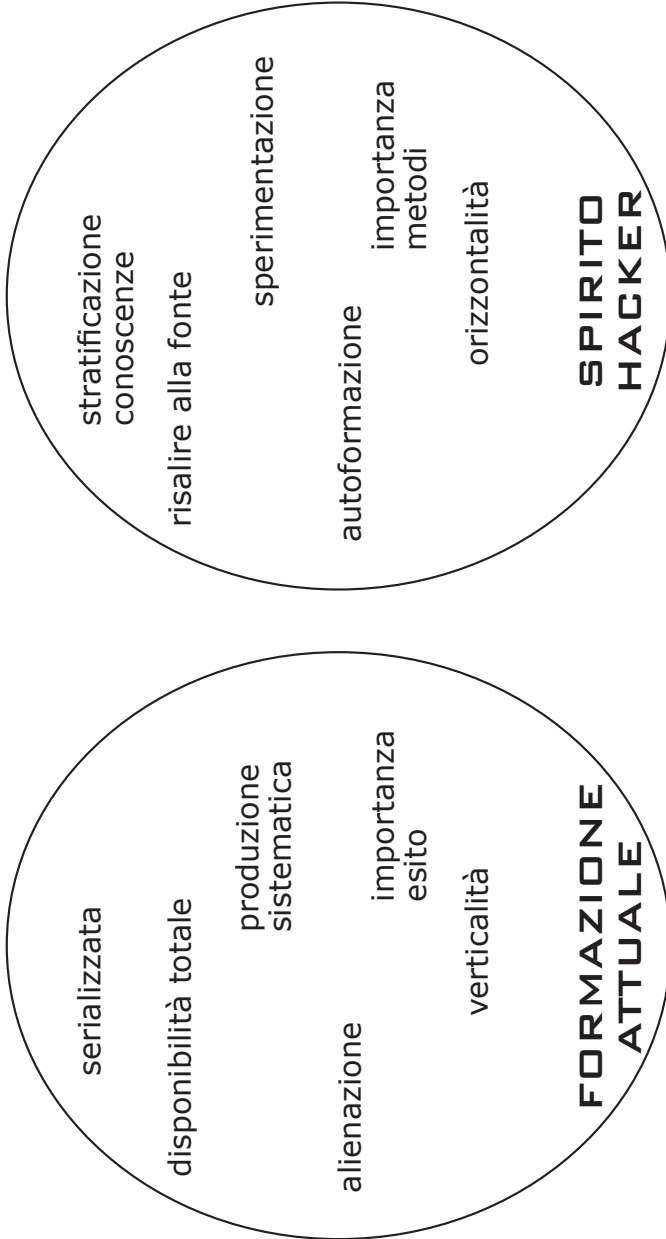 serializzata
disponibilità totale
produzione
sistematica
alienazione
importanza
esito
verticalità
FORMAZIONE
ATTUALE
stratificazione
conoscenze
risalire alla fonte
sperimentazione
autoformazione
importanza
metodi
orizzontalità
SPIRITO
HACKER